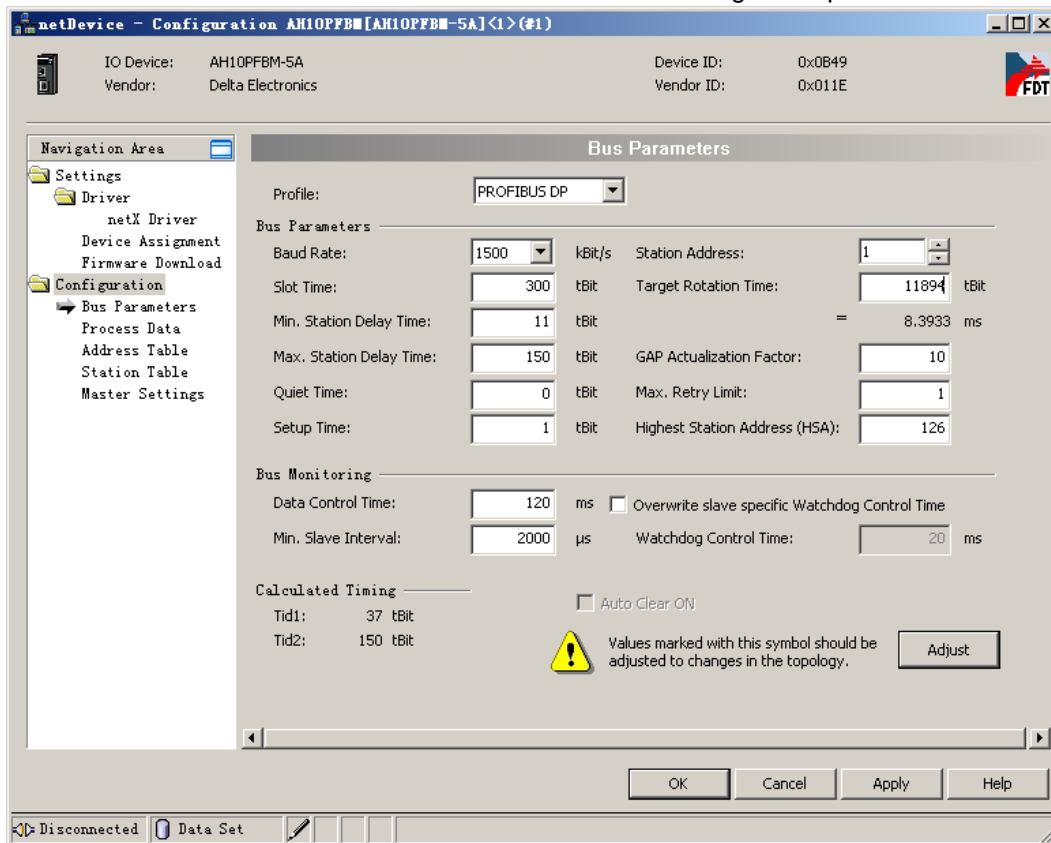 netDevice - Configuration AH10PFBM[AH10PFBM-5A]<1>(#1)
IO Device: AH10PFBM-5A Device ID: 0x0B49
Vendor: Delta Electronics Vendor ID: 0x011E
FDT
Navigation Area
Settings
Driver
netX Driver
Device Assignment
Firmware Download
Configuration
Bus Parameters
Process Data
Address Table
Station Table
Master Settings
Bus Parameters
Profile: PROFIBUS DP
Bus Parameters
Baud Rate: 1500 kBit/s Station Address: 1
Slot Time: 300 tBit Target Rotation Time: 11894 tBit
Min. Station Delay Time: 11 tBit = 8.3933 ms
Max. Station Delay Time: 150 tBit GAP Actualization Factor: 10
Quiet Time: 0 tBit Max. Retry Limit: 1
Setup Time: 1 tBit Highest Station Address (HSA): 126
Bus Monitoring
Data Control Time: 120 ms Overwrite slave specific Watchdog Control Time
Min. Slave Interval: 2000 µs Watchdog Control Time: 20 ms
Calculated Timing
Auto Clear ON
Tid1: 37 tBit
Tid2: 150 tBit
Values marked with this symbol should be
adjusted to changes in the topology.
Adjust
OK Cancel Apply Help
Disconnected Data Set